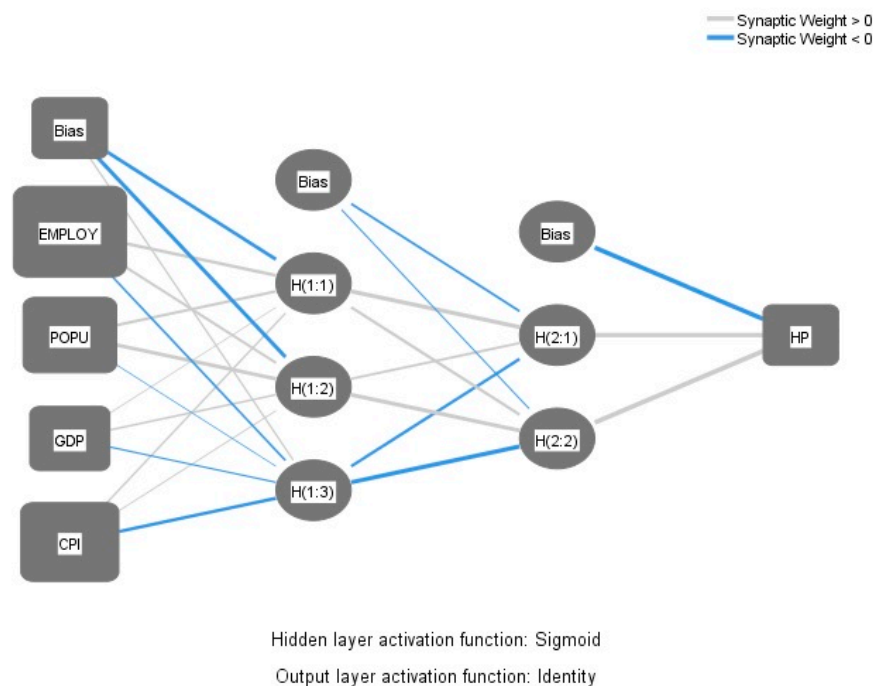 Synaptic Weight > 0
Synaptic Weight < 0
Bias
EMPLOY
POPU
GDP
CPI
Bias
H(1:1)
H(1:2)
H(1:3)
Bias
H(2:1)
H(2:2)
HP
Hidden layer activation function: Sigmoid
Output layer activation function: Identity